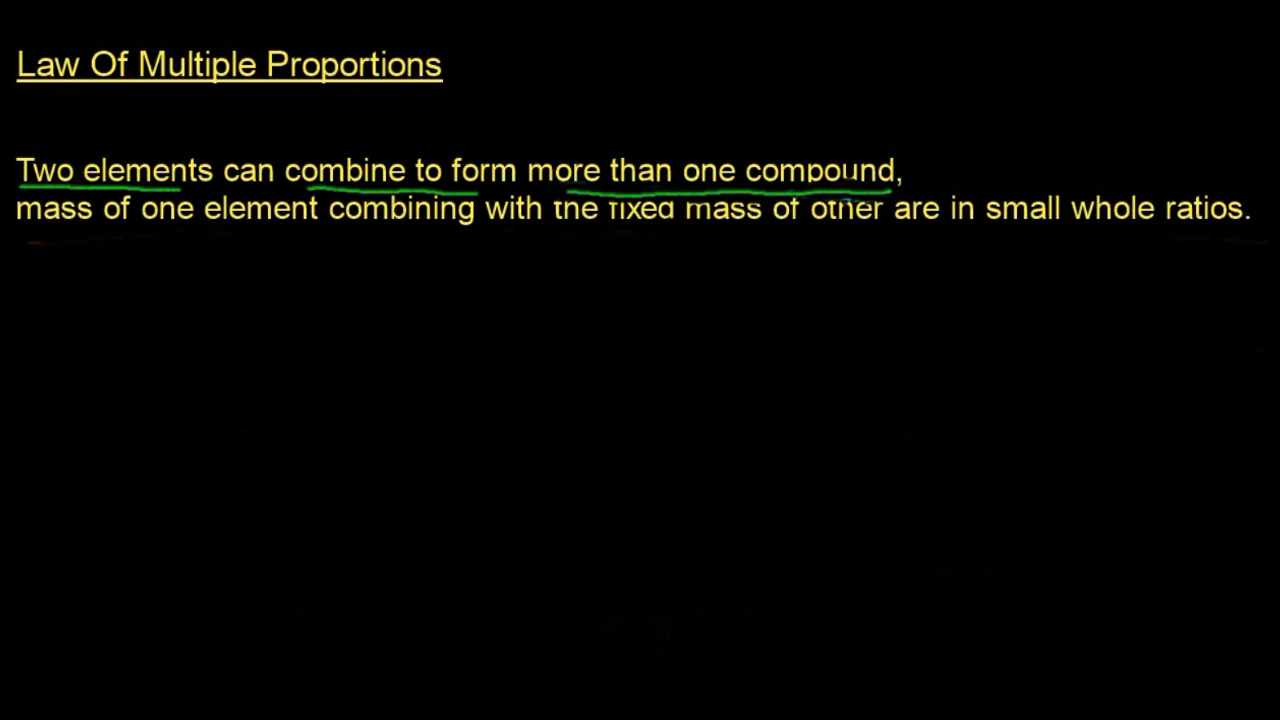 Law Of Multiple Proportions
Two elements can combine to form more than one compound,
mass of one element combining with the fixed mass of other are in small whole ratios.